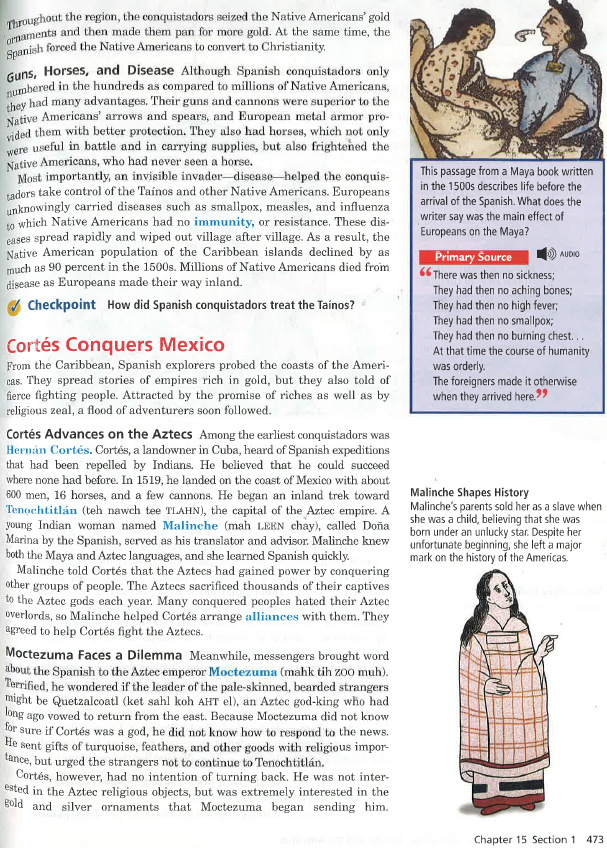 Throughout the region, the conquistadors seized the Native Americans' gold
ornaments and then made them pan for more gold. At the same time, the
Spanish forced the Native Americans to convert to Christianity.
Guns, Horses, and Disease Although Spanish conquistadors only
numbered in the hundreds as compared to millions of Native Americans,
they had many advantages. Their guns and cannons were superior to the
Native Americans' arrows and spears, and European metal armor pro-
vided them with better protection. They also had horses, which not only
were useful in battle and in carrying supplies, but also frightened the
Native Americans, who had never seen a horse.
Most importantly, an invisible invader—disease—helped the conquis-
tadors take control of the Taínos and other Native Americans. Europeans
unknowingly carried diseases such as smallpox, measles, and influenza
to which Native Americans had no immunity, or resistance. These dis-
eases spread rapidly and wiped out village after village. As a result, the
Native American population of the Caribbean islands declined by as
much as 90 percent in the 1500s. Millions of Native Americans died from
disease as Europeans made their way inland.
Checkpoint How did Spanish conquistadors treat the Taínos?
Cortés Conquers Mexico
From the Caribbean, Spanish explorers probed the coasts of the Ameri-
cas. They spread stories of empires rich in gold, but they also told of
fierce fighting people. Attracted by the promise of riches as well as by
religious zeal, a flood of adventurers soon followed.
Cortés Advances on the Aztecs Among the earliest conquistadors was
Hernán Cortés. Cortés, a landowner in Cuba, heard of Spanish expeditions
that had been repelled by Indians. He believed that he could succeed
where none had before. In 1519, he landed on the coast of Mexico with about
600 men, 16 horses, and a few cannons. He began an inland trek toward
Tenochtitlán (teh nawch tee TLAHN), the capital of the Aztec empire. A
young Indian woman named Malinche (mah LEEN chay), called Doña
Marina by the Spanish, served as his translator and advisor. Malinche knew
both the Maya and Aztec languages, and she learned Spanish quickly.
Malinche told Cortés that the Aztecs had gained power by conquering
other groups of people. The Aztecs sacrificed thousands of their captives
to the Aztec gods each year. Many conquered peoples hated their Aztec
overlords, so Malinche helped Cortés arrange alliances with them. They
agreed to help Cortés fight the Aztecs.
Moctezuma Faces a Dilemma Meanwhile, messengers brought word
about the Spanish to the Aztec emperor Moctezuma (mahk tih ZOO muh).
Terrified, he wondered if the leader of the pale-skinned, bearded strangers
might be Quetzalcoatl (ket sahl koh AHT el), an Aztec god-king who had
long ago vowed to return from the east. Because Moctezuma did not know
for sure if Cortés was a god, he did not know how to respond to the news.
He sent gifts of turquoise, feathers, and other goods with religious impor-
tance, but urged the strangers not to continue to Tenochtitlán.
Cortés, however, had no intention of turning back. He was not inter-
ested in the Aztec religious objects, but was extremely interested in the
gold and silver ornaments that Moctezuma began sending him.
This passage from a Maya book written
in the 1500s describes life before the
arrival of the Spanish. What does the
writer say was the main effect of
Europeans on the Maya?
Primary Source AUDIO
“There was then no sickness;
They had then no aching bones;
They had then no high fever;
They had then no smallpox;
They had then no burning chest. . .
At that time the course of humanity
was orderly.
The foreigners made it otherwise
when they arrived here.”
Malinche Shapes History
Malinche's parents sold her as a slave when
she was a child, believing that she was
born under an unlucky star. Despite her
unfortunate beginning, she left a major
mark on the history of the Americas.
Chapter 15 Section 1 473